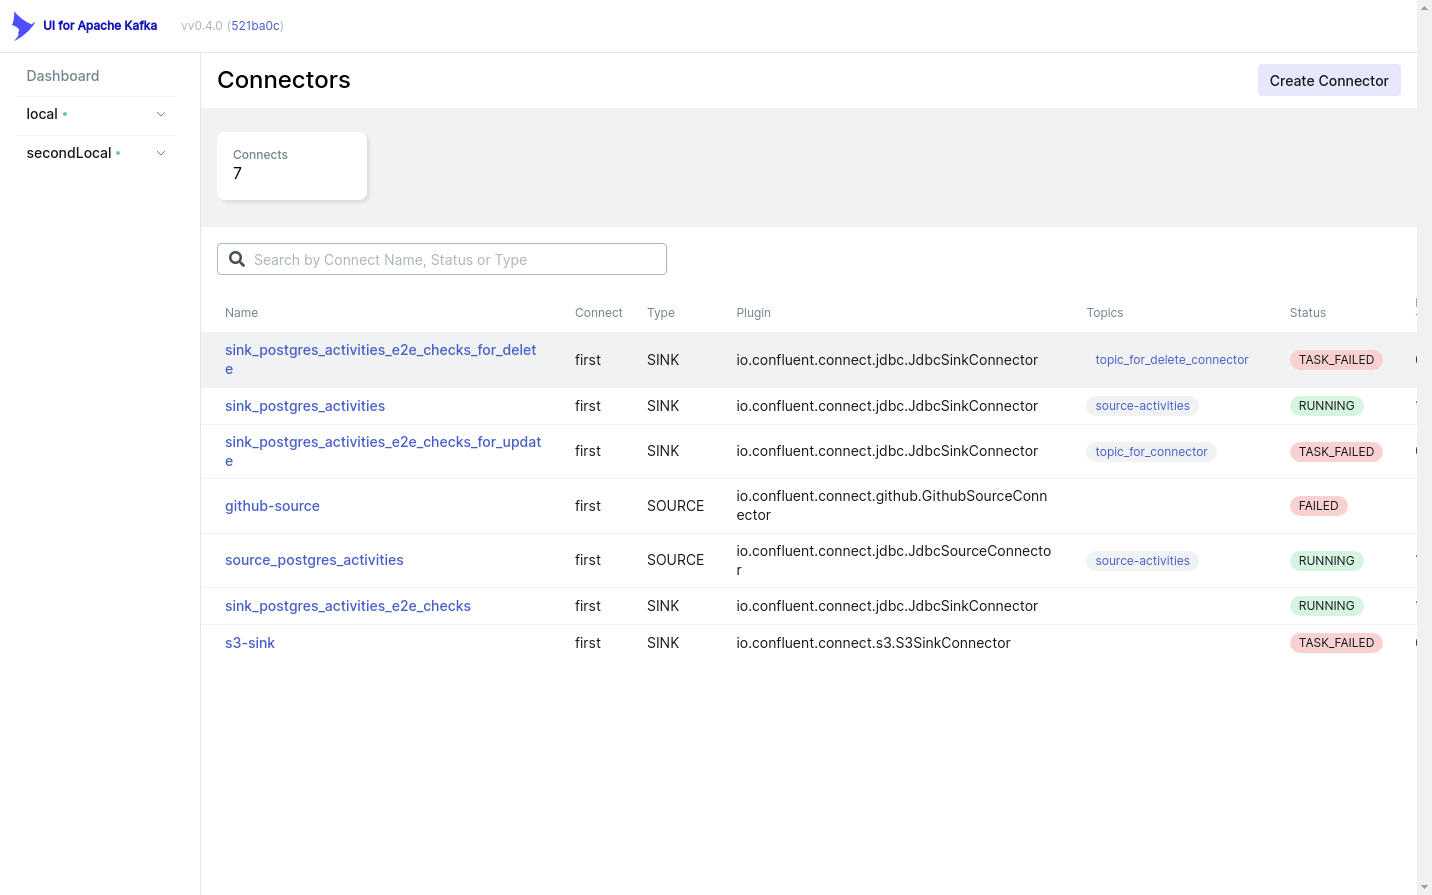 UI for Apache Kafka vv0.4.0 (521ba0c)
Dashboard
local
secondLocal
Connectors
Create Connector
Connects
7
Search by Connect Name, Status or Type
Name Connect Type Plugin Topics Status
sink_postgres_activities_e2e_checks_for_delet
e
first SINK io.confluent.connect.jdbc.JdbcSinkConnector topic_for_delete_connector TASK_FAILED
sink_postgres_activities first SINK io.confluent.connect.jdbc.JdbcSinkConnector source-activities RUNNING
sink_postgres_activities_e2e_checks_for_updat
e
first SINK io.confluent.connect.jdbc.JdbcSinkConnector topic_for_connector TASK_FAILED
github-source first SOURCE io.confluent.connect.github.GithubSourceConn
ector
FAILED
source_postgres_activities first SOURCE io.confluent.connect.jdbc.JdbcSourceConnecto
r
source-activities RUNNING
sink_postgres_activities_e2e_checks first SINK io.confluent.connect.jdbc.JdbcSinkConnector RUNNING
s3-sink first SINK io.confluent.connect.s3.S3SinkConnector TASK_FAILED